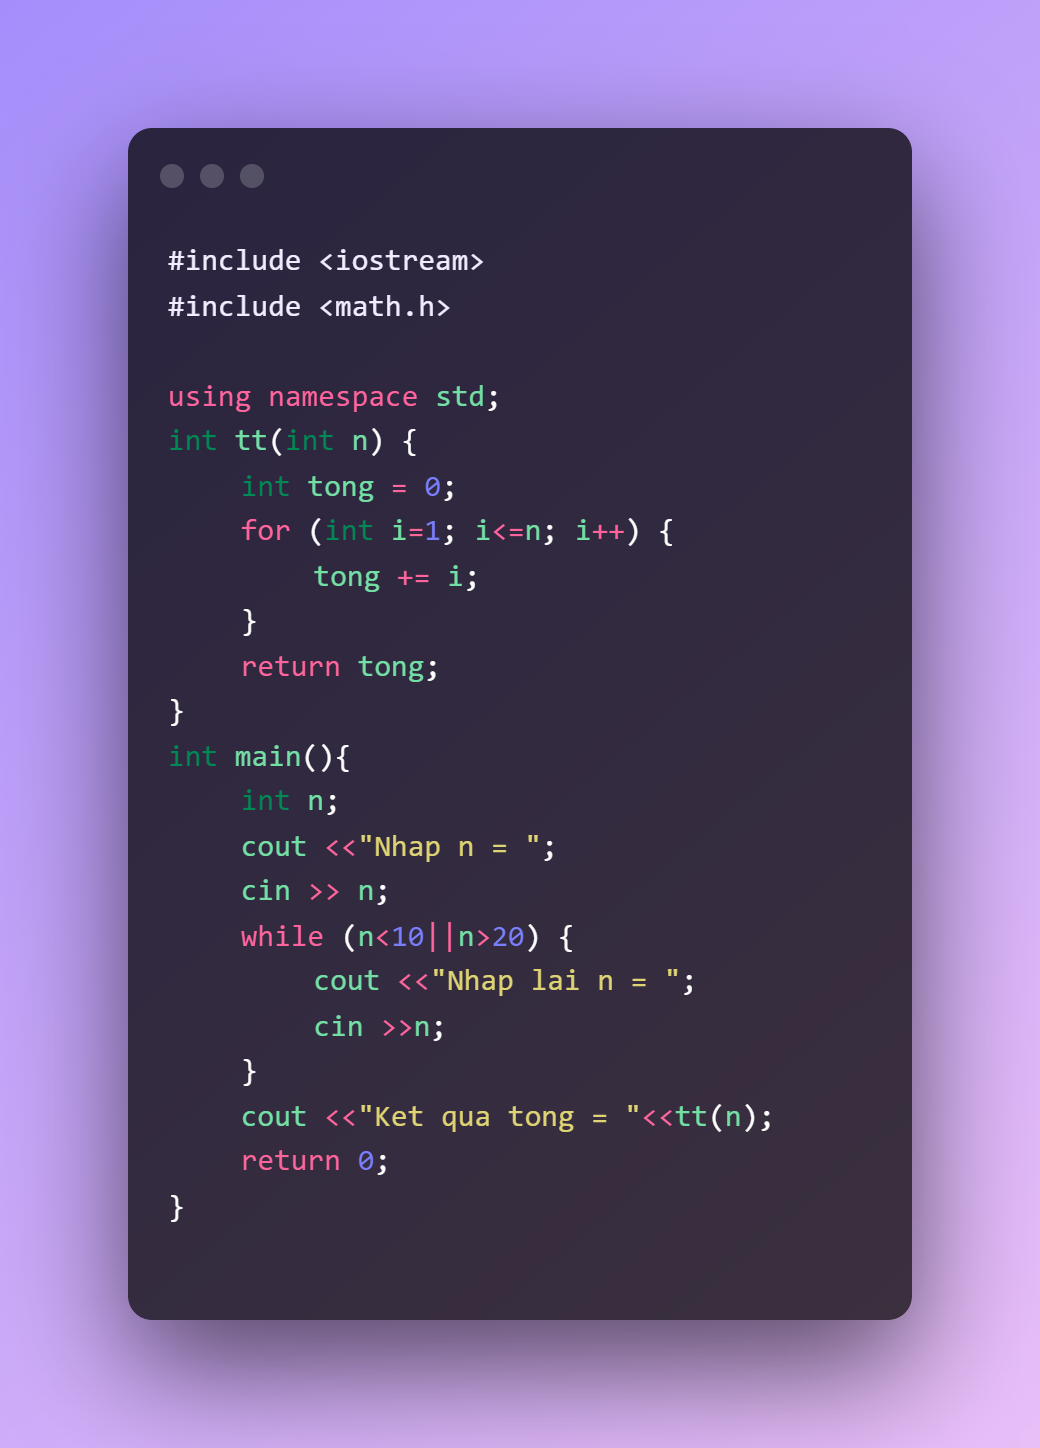 #include <iostream>
#include <math.h>
using namespace std;
int tt(int n) {
int tong = 0;
for (int i=1; i<=n; i++) {
tong += i;
}
return tong;
}
int main(){
int n;
cout <<"Nhap n = ";
cin >> n;
while (n<10||n>20) {
cout <<"Nhap lai n = ";
cin >>n;
}
cout <<"Ket qua tong = "<<tt(n);
return 0;
}